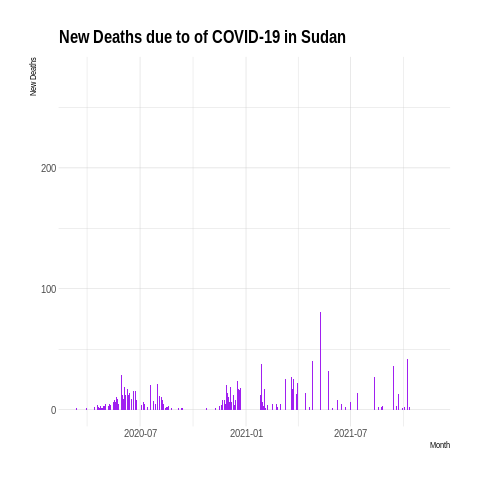 New Deaths due to of COVID-19 in Sudan
New Deaths
200
100
0
2020-07
2021-01
2021-07
Month